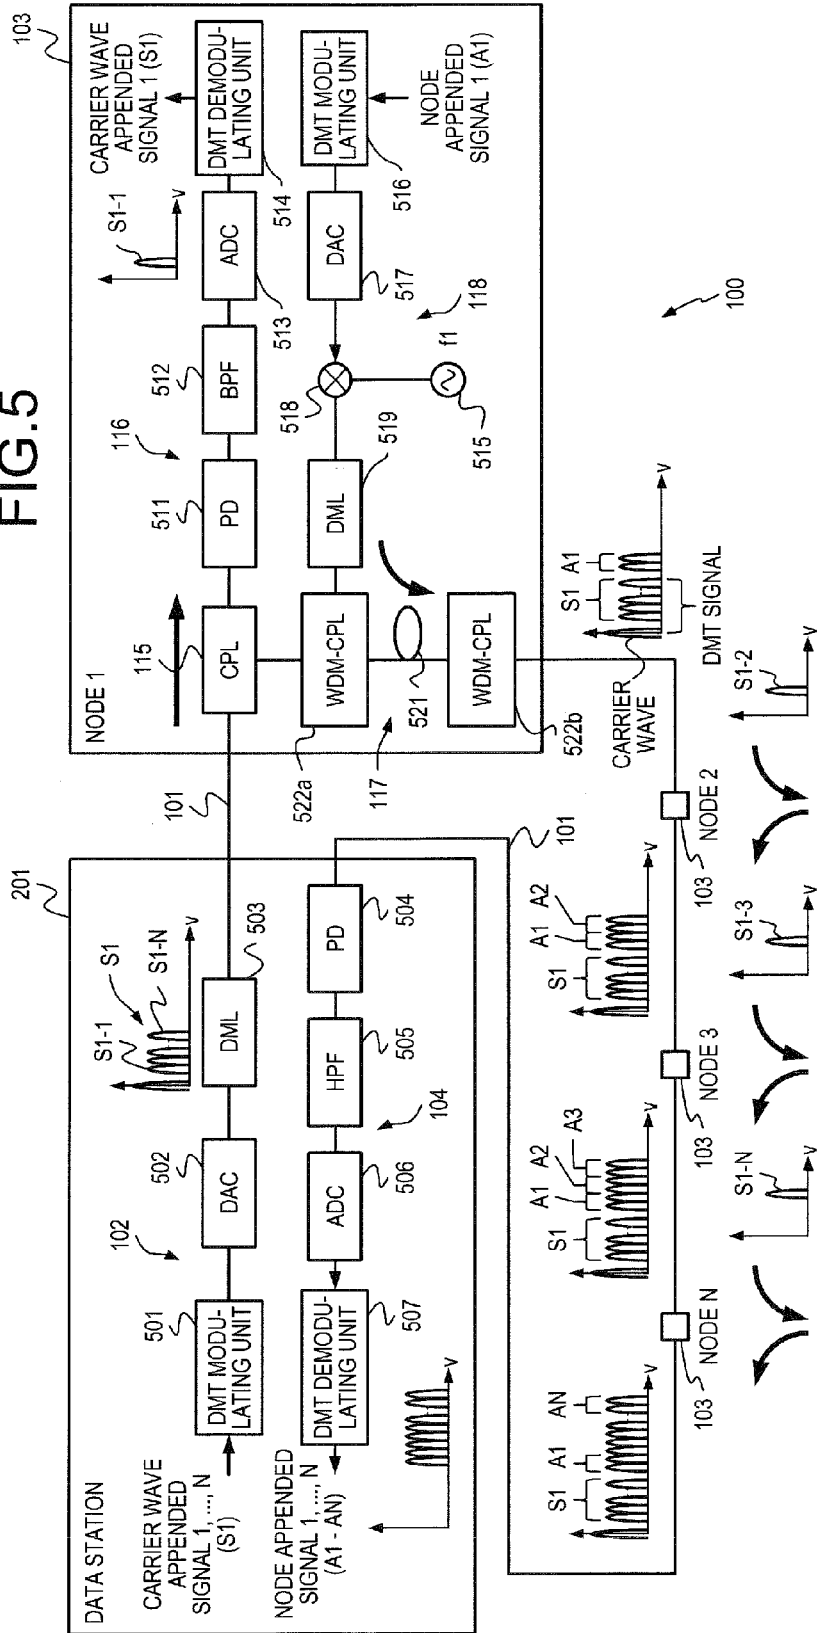 FIG.5
100
201
DATA STATION
102
CARRIER WAVE
APPENDED
SIGNAL 1, ..., N
(S1)
501
DMT MODU-
LATING UNIT
502
DAC
S1-1
S1
S1-N
ν
503
DML
101
NODE APPENDED
SIGNAL 1, ..., N
(A1 - AN)
DMT DEMODU-
LATING UNIT
507
ν
ADC
506
104
HPF
505
PD
504
103
NODE 1
115
CPL
116
511
PD
512
BPF
513
ADC
S1-1
ν
514
DMT DEMODU-
LATING UNIT
CARRIER WAVE
APPENDED
SIGNAL 1 (S1)
522a
WDM-CPL
519
DML
518
515
f1
118
DAC
517
DMT MODU-
LATING UNIT
516
NODE
APPENDED
SIGNAL 1 (A1)
117
521
WDM-CPL
522b
101
S1
A1
AN
ν
S1
A1
A2
A3
ν
S1
A1
A2
ν
S1
A1
ν
CARRIER
WAVE
DMT SIGNAL
103
NODE N
103
NODE 3
103
NODE 2
S1-N
ν
S1-3
ν
S1-2
ν